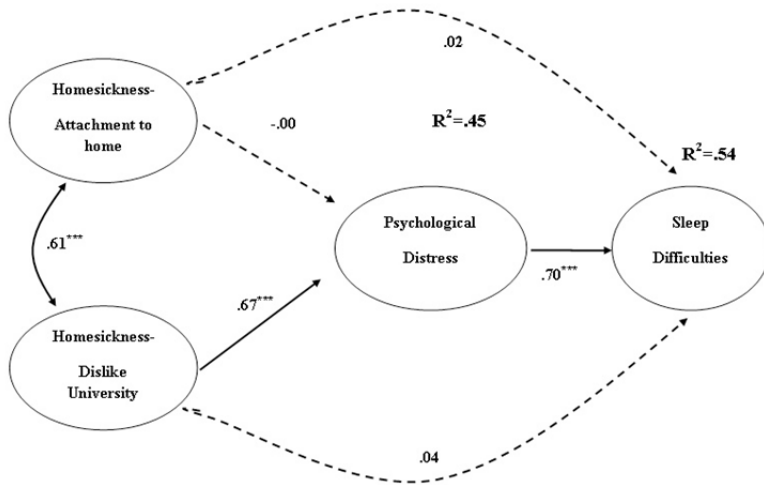 .02
Homesickness-
Attachment to
home
-.00
R²=.45
R²=.54
Psychological
Distress
Sleep
Difficulties
.61***
.67***
.70***
Homesickness-
Dislike
University
.04